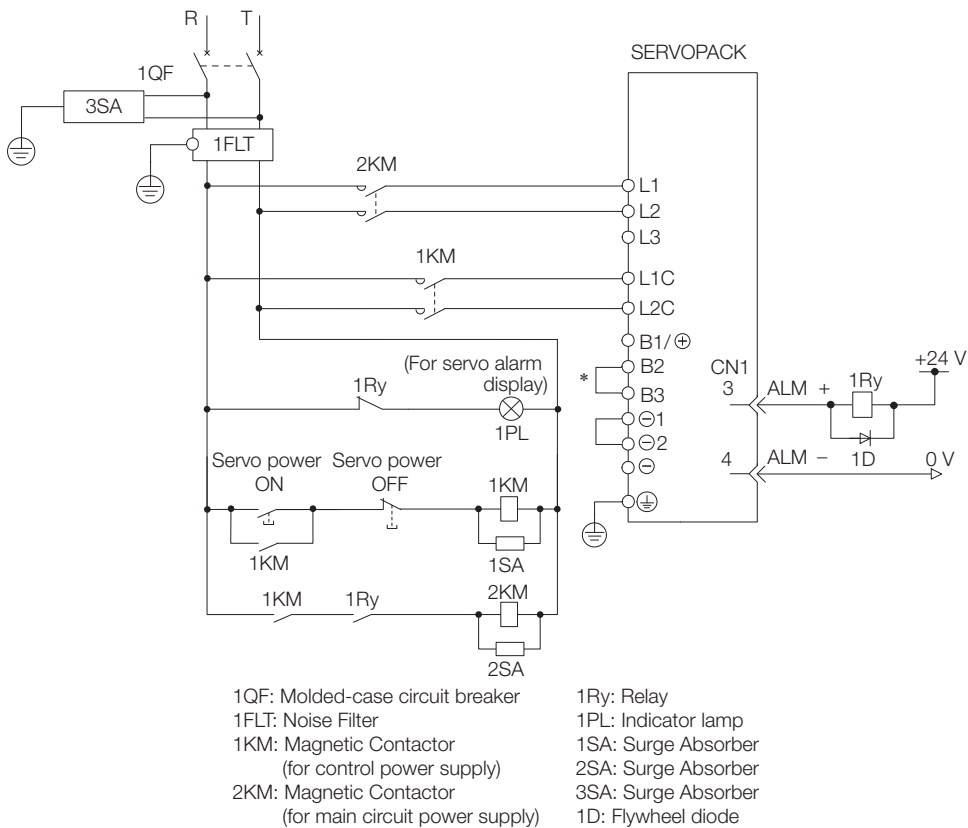 R T
SERVOPACK
1QF
3SA
1FLT
2KM
L1
L2
L3
1KM
L1C
L2C
B1/⊕
(For servo alarm
display)
1Ry
1PL
B2
*
B3
⊖1
⊖2
⊖
CN1
3 ALM +
1Ry
+24 V
1D
4 ALM −
0 V
Servo power
ON
Servo power
OFF
1KM
1KM
1SA
1KM
1Ry
2KM
2SA
1QF: Molded-case circuit breaker
1FLT: Noise Filter
1KM: Magnetic Contactor
(for control power supply)
2KM: Magnetic Contactor
(for main circuit power supply)
1Ry: Relay
1PL: Indicator lamp
1SA: Surge Absorber
2SA: Surge Absorber
3SA: Surge Absorber
1D: Flywheel diode